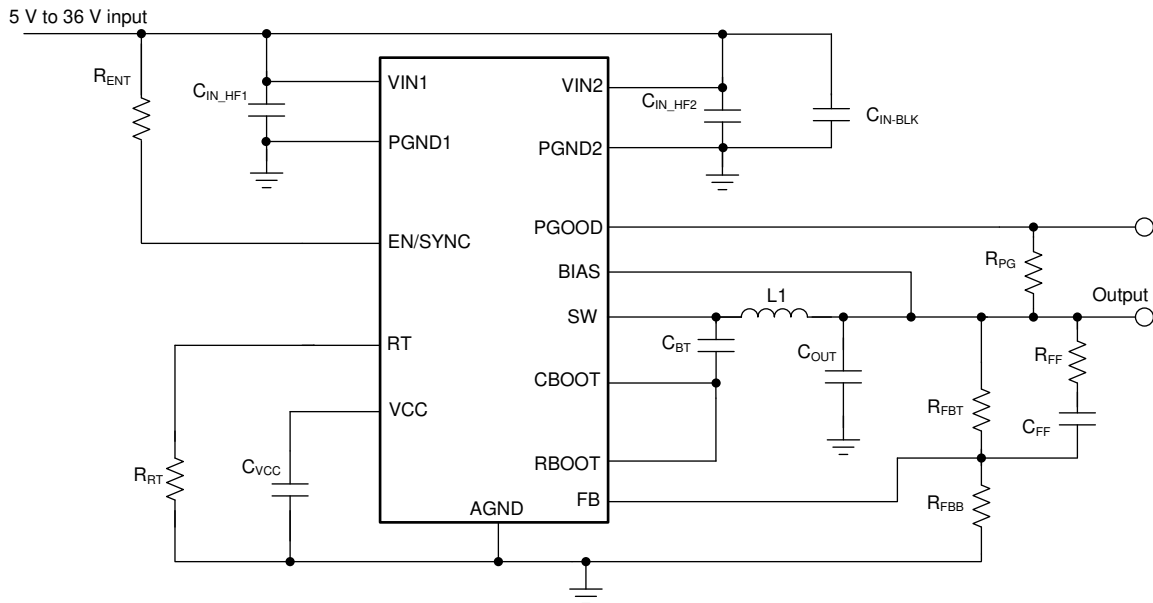 5 V to 36 V input
R_ENT
C_IN_HF1
VIN1
PGND1
EN/SYNC
RT
VCC
R_RT
C_VCC
AGND
VIN2
PGND2
PGOOD
BIAS
SW
CBOOT
RBOOT
FB
C_IN_HF2
C_IN-BLK
C_BT
L1
C_OUT
R_PG
Output
R_FBT
R_FF
C_FF
R_FBB